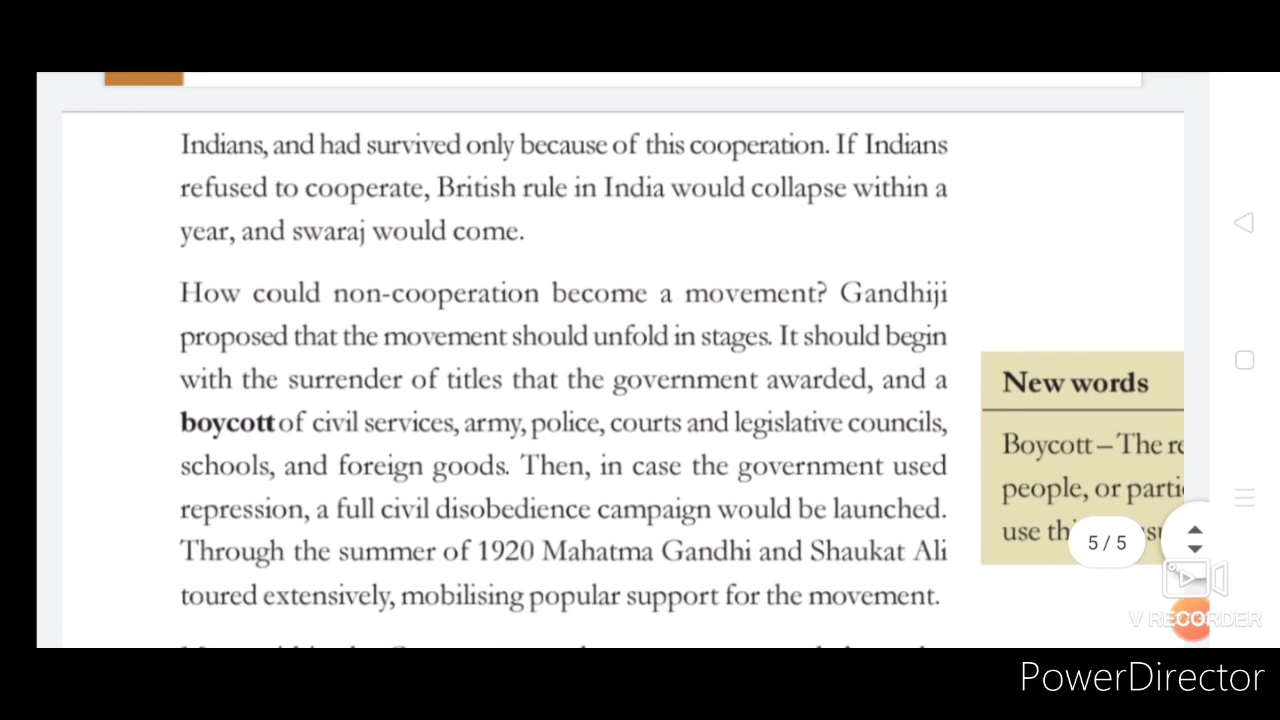 Indians, and had survived only because of this cooperation. If Indians
refused to cooperate, British rule in India would collapse within a
year, and swaraj would come.
How could non-cooperation become a movement? Gandhiji
proposed that the movement should unfold in stages. It should begin
with the surrender of titles that the government awarded, and a
boycott of civil services, army, police, courts and legislative councils,
schools, and foreign goods. Then, in case the government used
repression, a full civil disobedience campaign would be launched.
Through the summer of 1920 Mahatma Gandhi and Shaukat Ali
toured extensively, mobilising popular support for the movement.
New words
Boycott – The re
people, or parti
use th
5 / 5
V RECORDER
PowerDirector